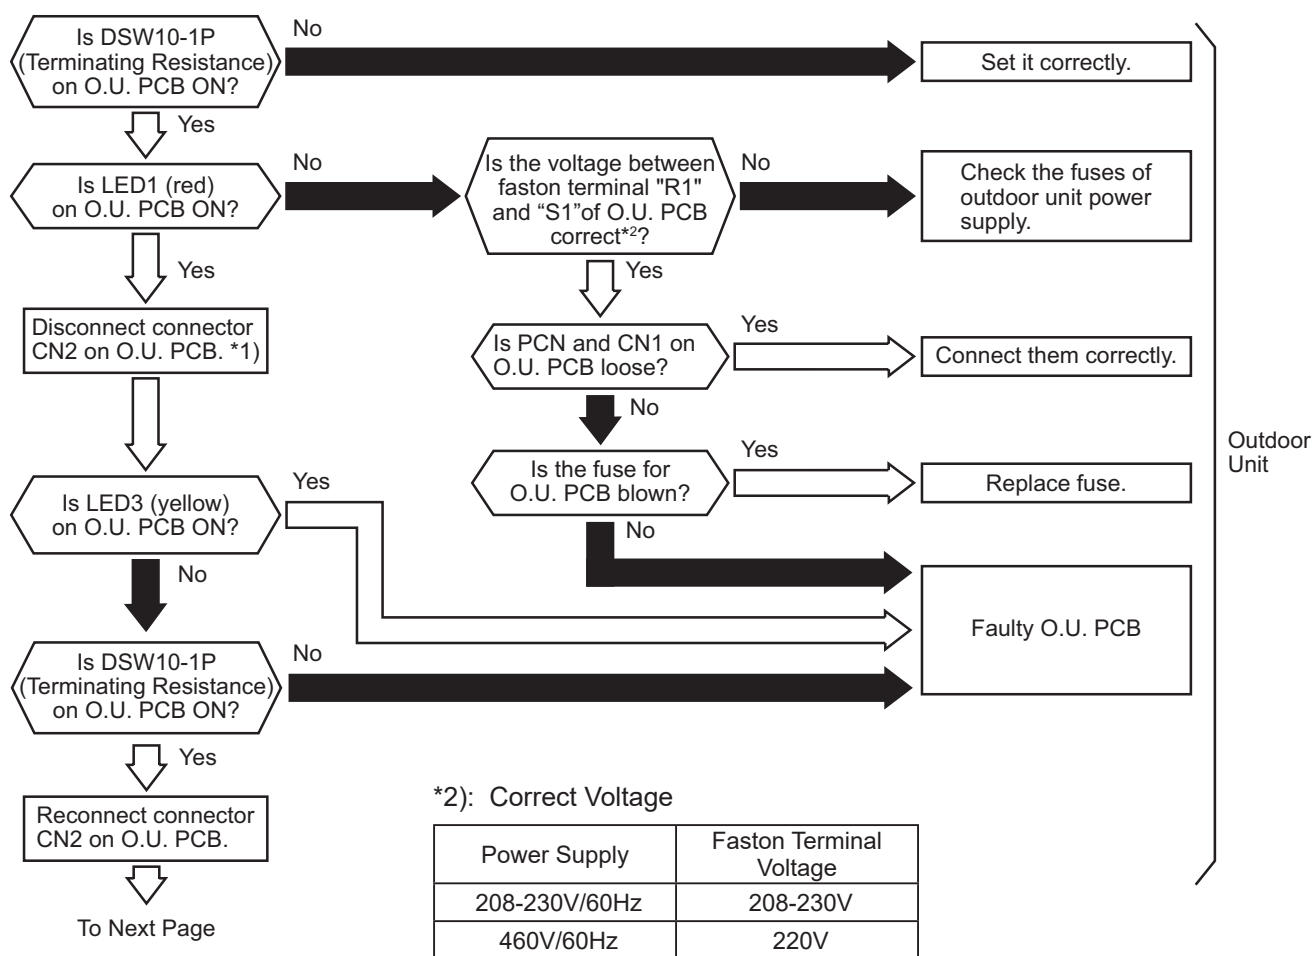 Is DSW10-1P
(Terminating Resistance)
on O.U. PCB ON?
No
Set it correctly.
Yes
Is LED1 (red)
on O.U. PCB ON?
No
Is the voltage between
faston terminal "R1"
and “S1”of O.U. PCB
correct*2?
No
Check the fuses of
outdoor unit power
supply.
Yes
Yes
Disconnect connector
CN2 on O.U. PCB. *1)
Is PCN and CN1 on
O.U. PCB loose?
Yes
Connect them correctly.
No
Is the fuse for
O.U. PCB blown?
Yes
Replace fuse.
No
Outdoor
Unit
Is LED3 (yellow)
on O.U. PCB ON?
Yes
No
Faulty O.U. PCB
Is DSW10-1P
(Terminating Resistance)
on O.U. PCB ON?
No
Yes
Reconnect connector
CN2 on O.U. PCB.
To Next Page
*2): Correct Voltage
Power Supply
Faston Terminal
Voltage
208-230V/60Hz
208-230V
460V/60Hz
220V